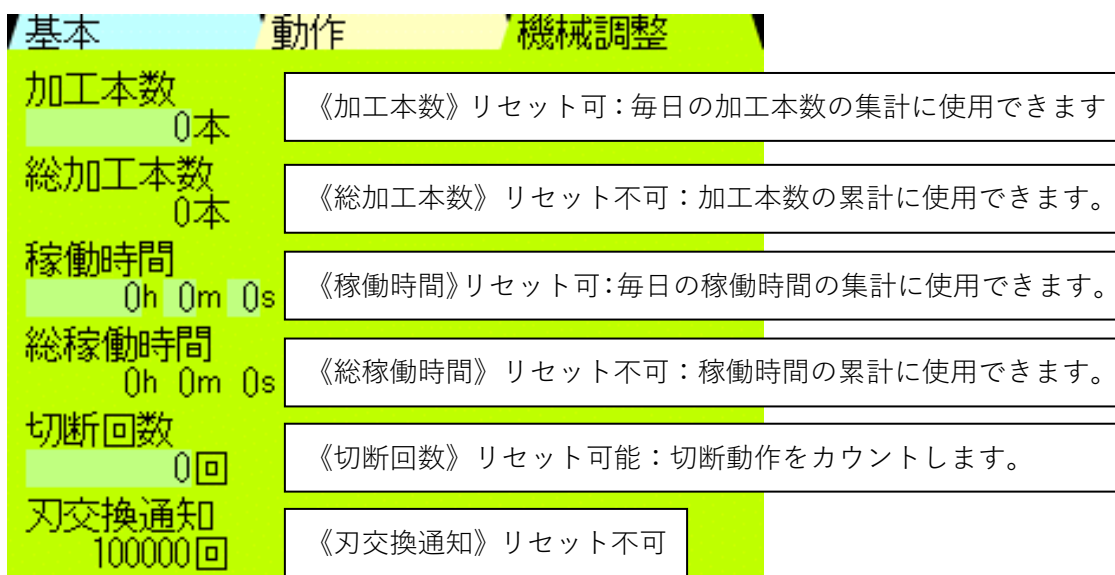 基本 動作 機械調整
加工本数
0本
《加工本数》リセット可：毎日の加工本数の集計に使用できます
総加工本数
0本
《総加工本数》リセット不可：加工本数の累計に使用できます。
稼働時間
0h 0m 0s
《稼働時間》リセット可：毎日の稼働時間の集計に使用できます。
総稼働時間
0h 0m 0s
《総稼働時間》リセット不可：稼働時間の累計に使用できます。
切断回数
0回
《切断回数》リセット可能：切断動作をカウントします。
刃交換通知
100000回
《刃交換通知》リセット不可